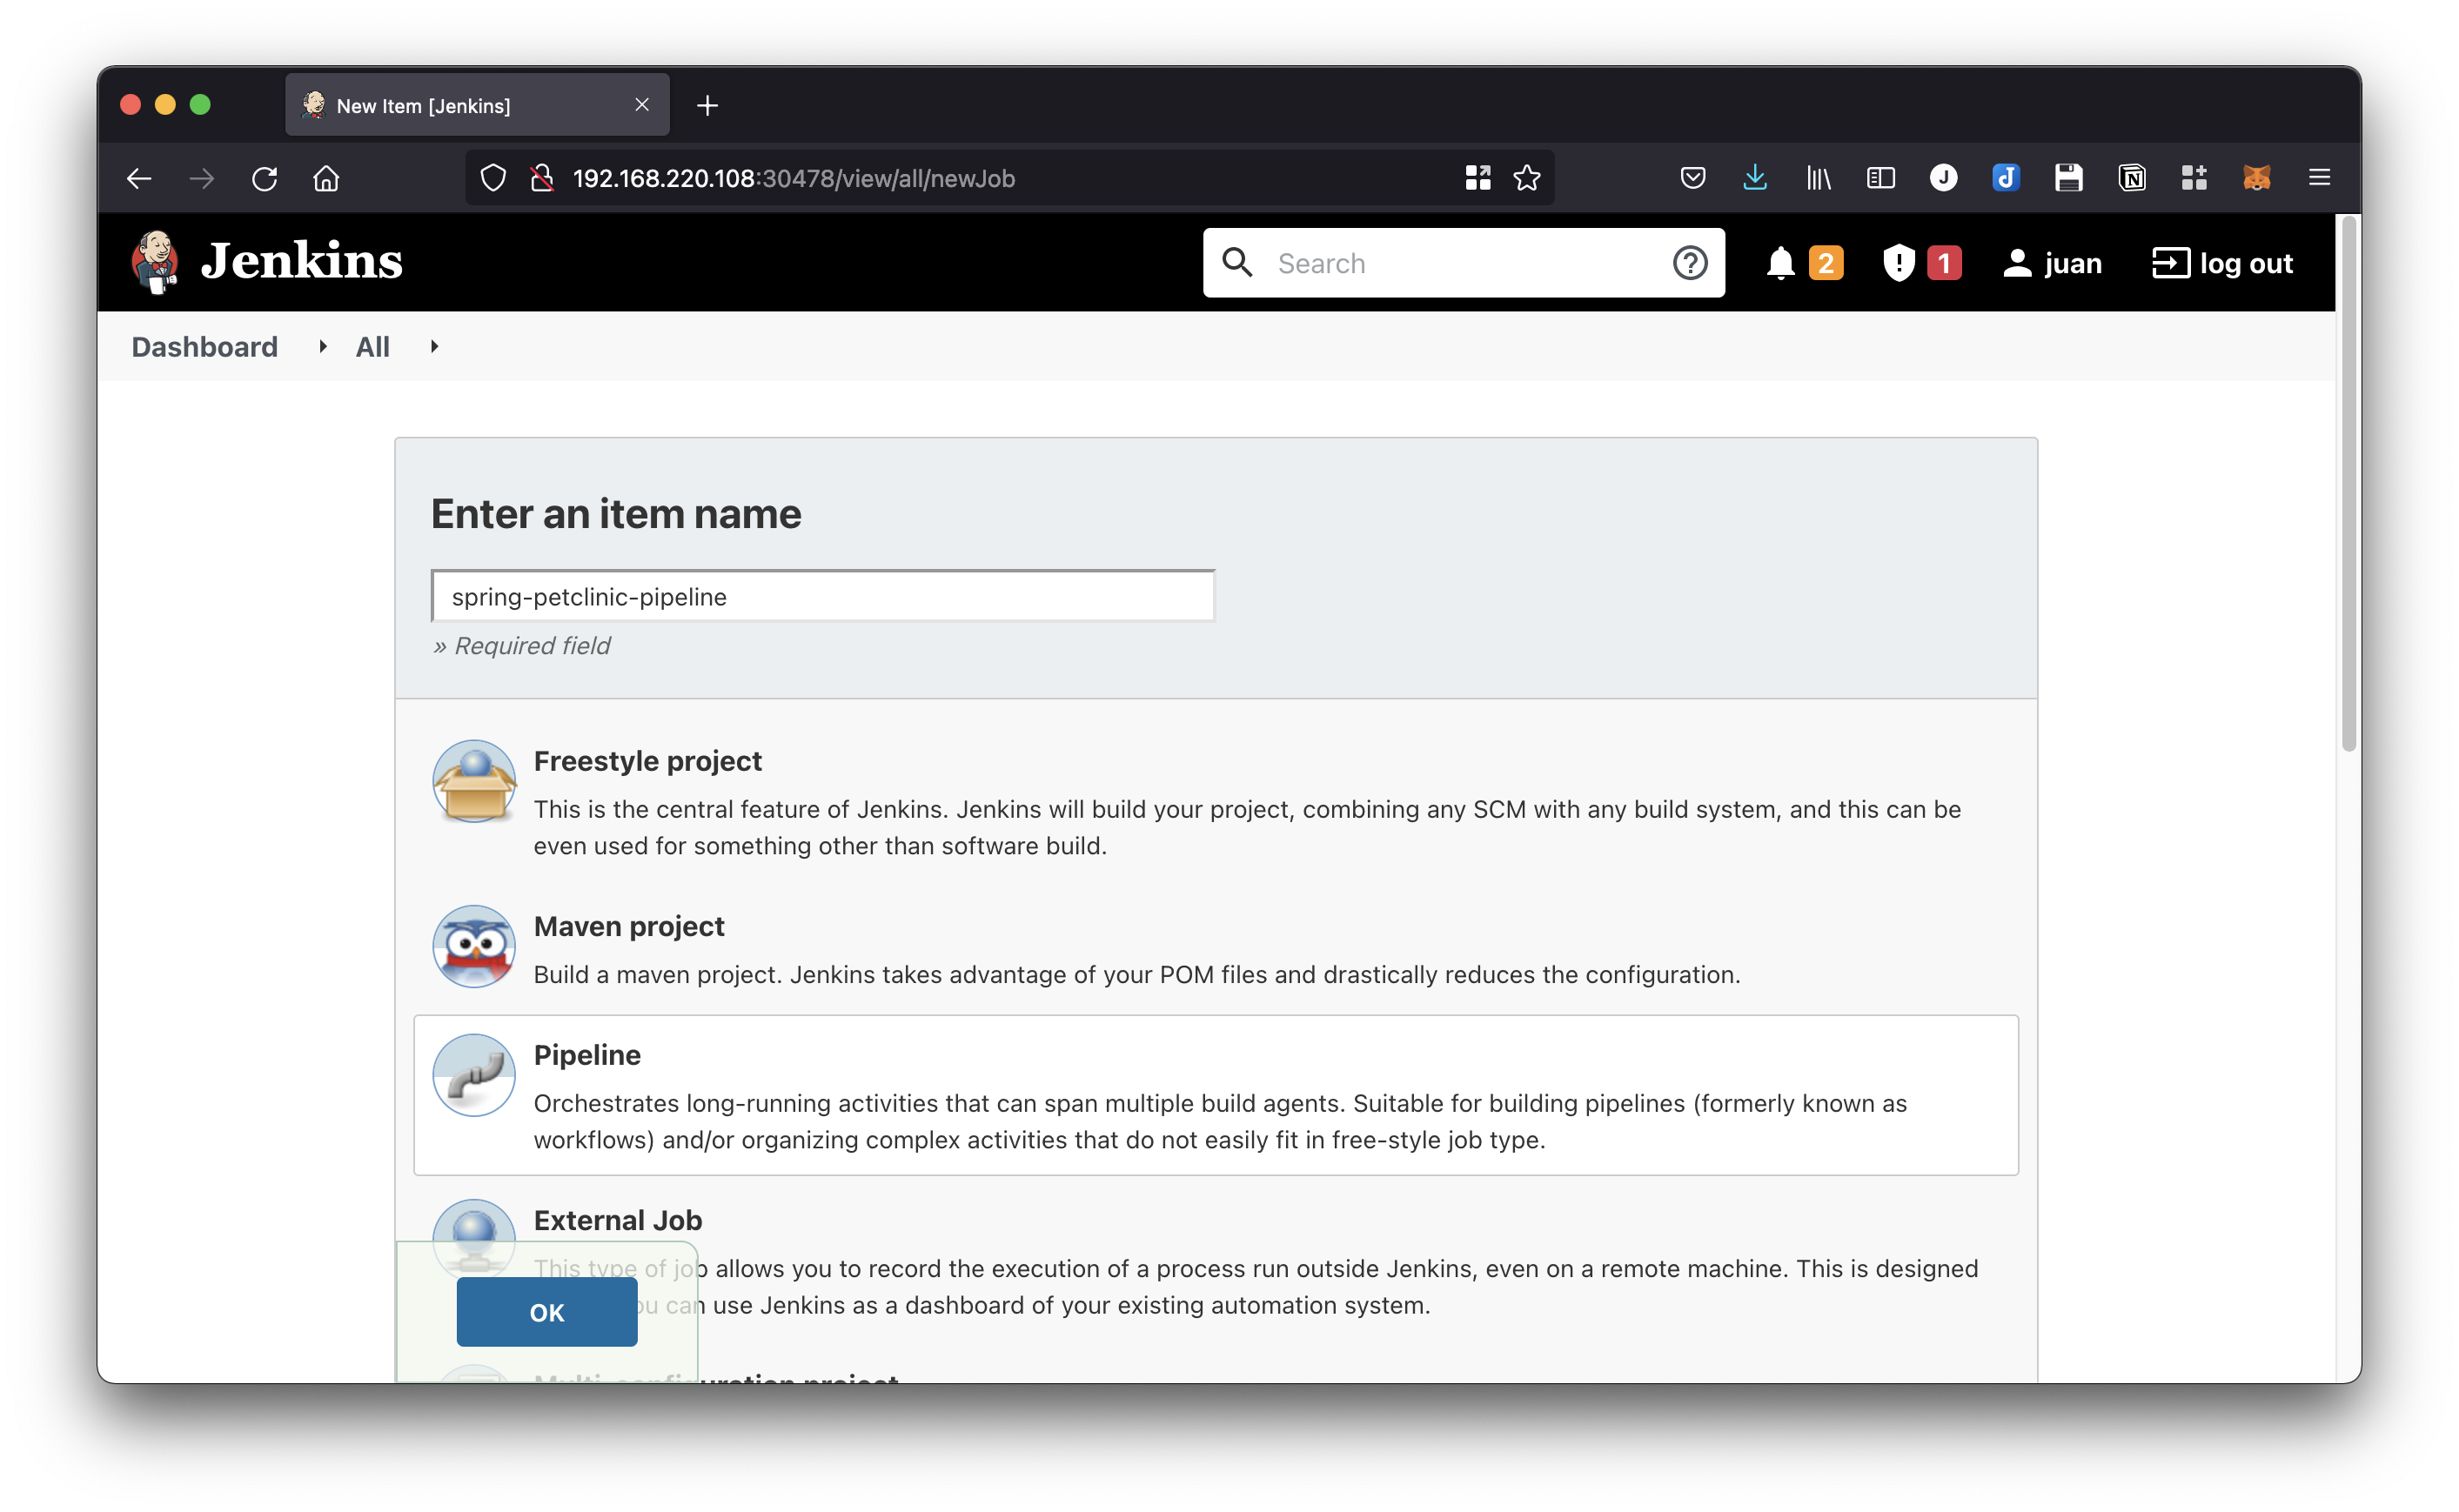 New Item [Jenkins]
192.168.220.108:30478/view/all/newJob
J
N
Jenkins
Search
2
1
juan
log out
Dashboard
All
Enter an item name
spring-petclinic-pipeline
» Required field
Freestyle project
This is the central feature of Jenkins. Jenkins will build your project, combining any SCM with any build system, and this can be
even used for something other than software build.
Maven project
Build a maven project. Jenkins takes advantage of your POM files and drastically reduces the configuration.
Pipeline
Orchestrates long-running activities that can span multiple build agents. Suitable for building pipelines (formerly known as
workflows) and/or organizing complex activities that do not easily fit in free-style job type.
External Job
This type of job allows you to record the execution of a process run outside Jenkins, even on a remote machine. This is designed
can use Jenkins as a dashboard of your existing automation system.
OK
Multi-configuration project